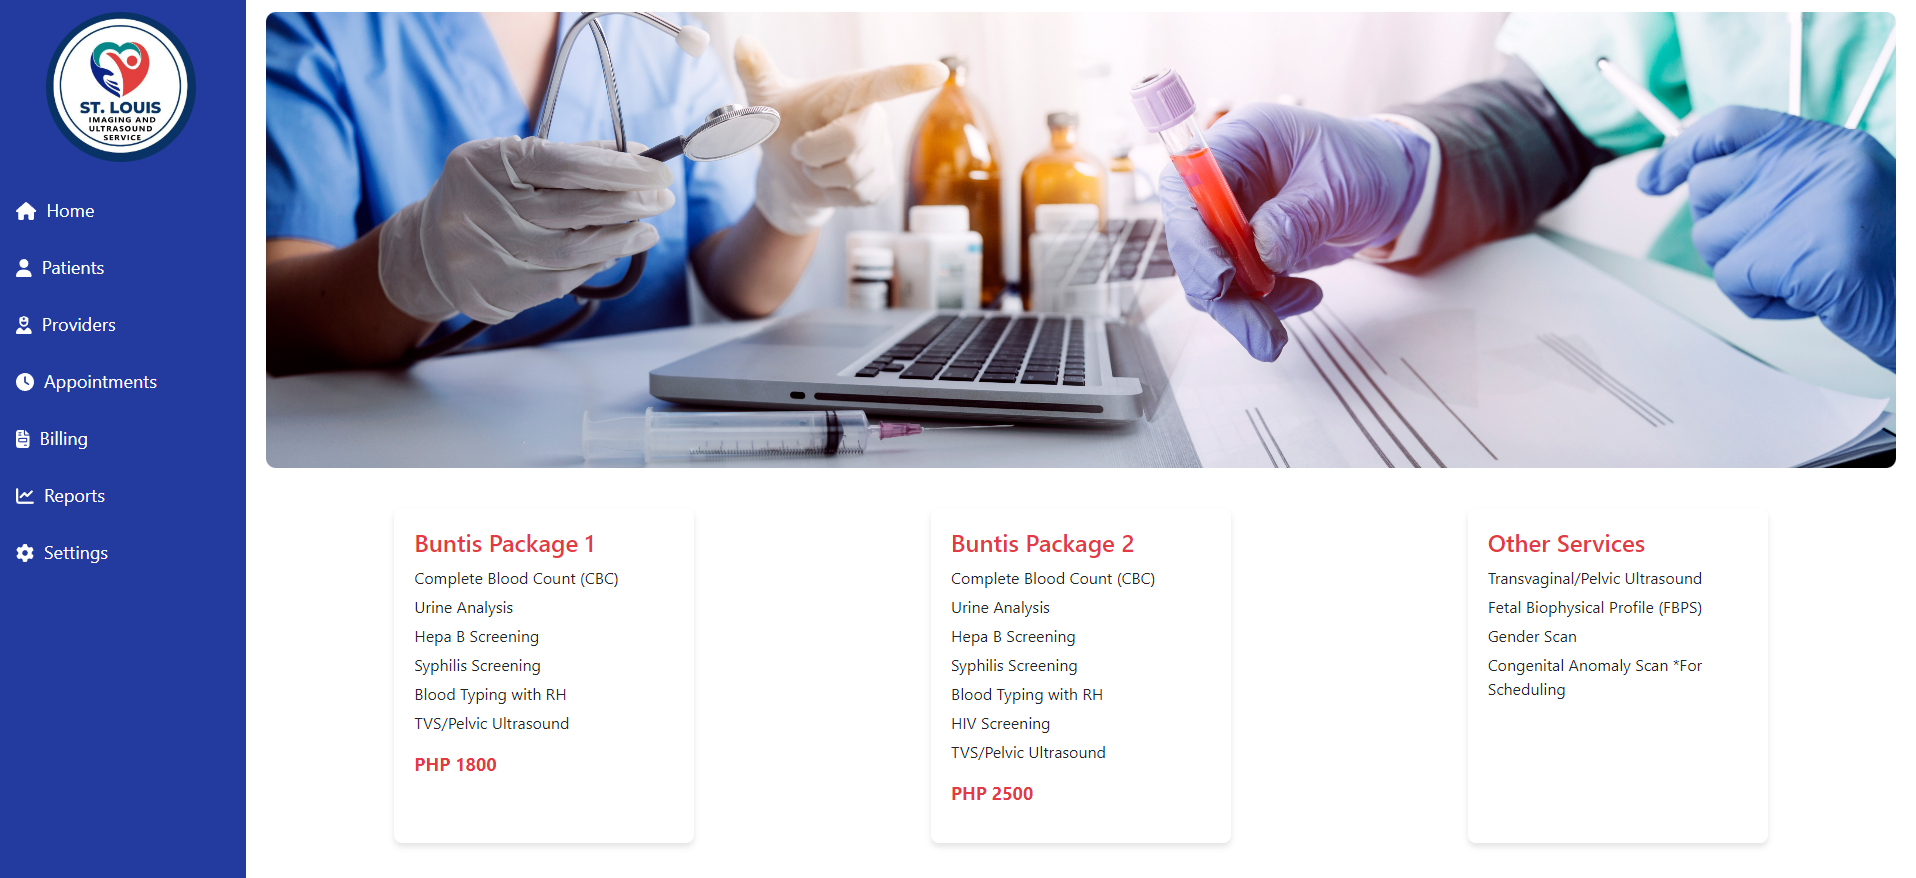 ST. LOUIS
IMAGING AND
ULTRASOUND
SERVICE
Home
Patients
Providers
Appointments
Billing
Reports
Settings
Buntis Package 1
Complete Blood Count (CBC)
Urine Analysis
Hepa B Screening
Syphilis Screening
Blood Typing with RH
TVS/Pelvic Ultrasound
PHP 1800
Buntis Package 2
Complete Blood Count (CBC)
Urine Analysis
Hepa B Screening
Syphilis Screening
Blood Typing with RH
HIV Screening
TVS/Pelvic Ultrasound
PHP 2500
Other Services
Transvaginal/Pelvic Ultrasound
Fetal Biophysical Profile (FBPS)
Gender Scan
Congenital Anomaly Scan *For
Scheduling